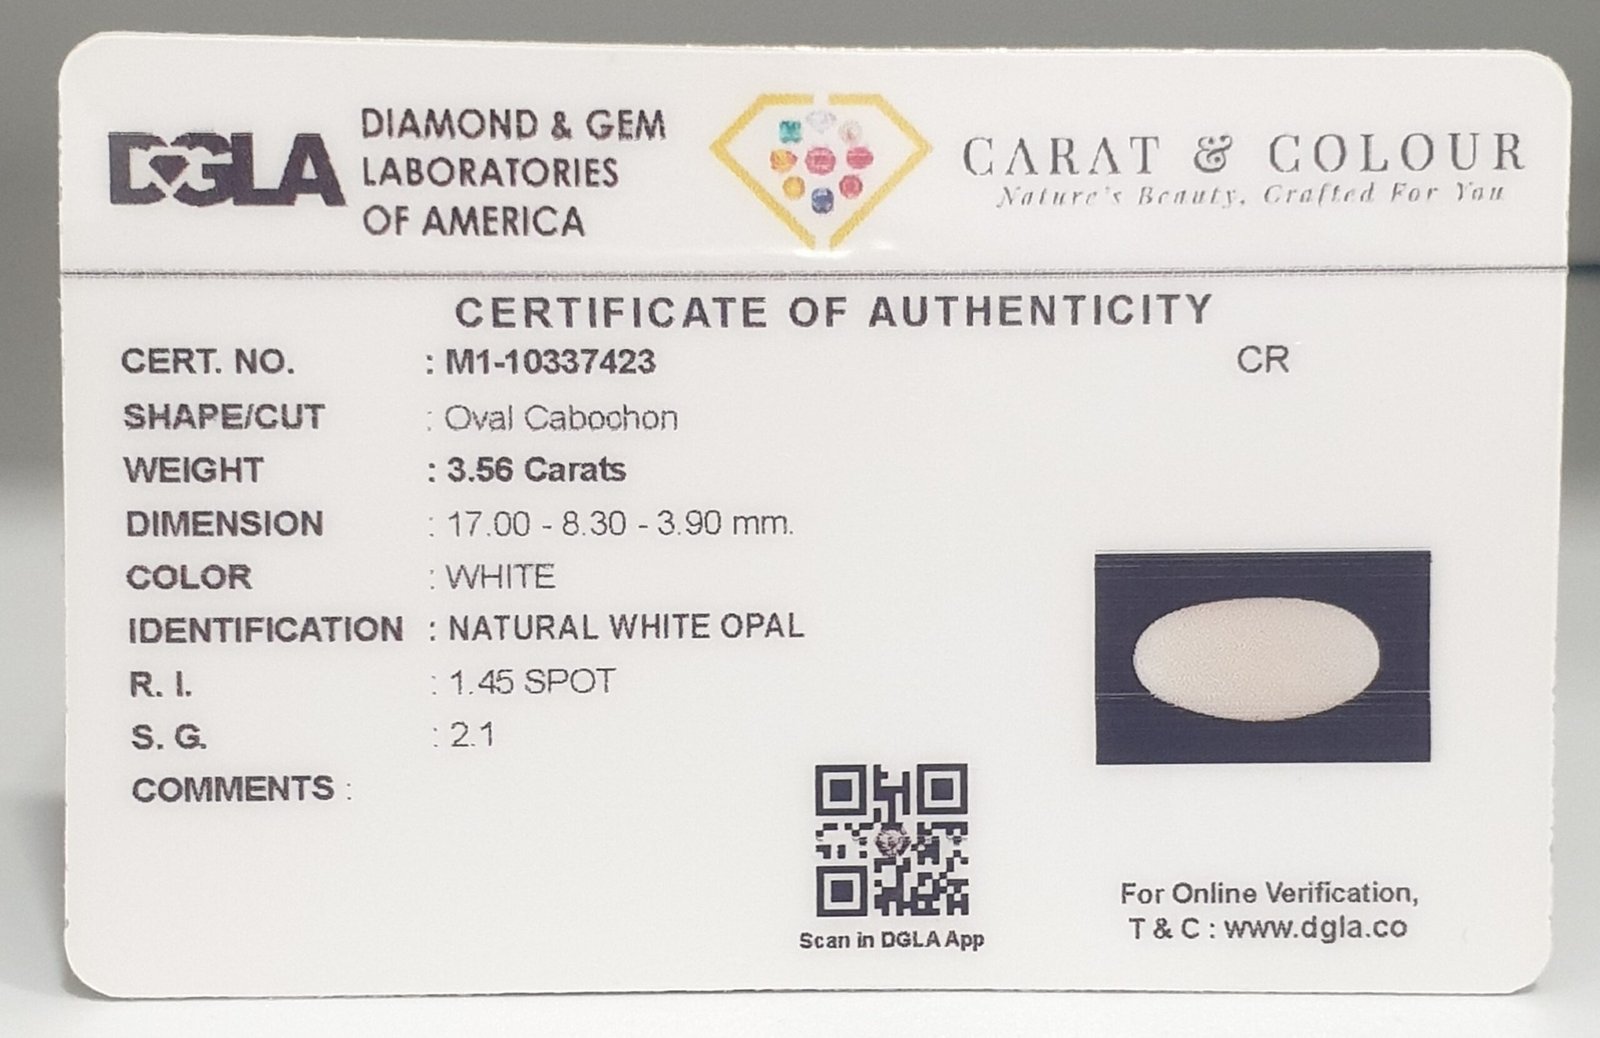 DGLA
DIAMOND & GEM
LABORATORIES
OF AMERICA
CARAT & COLOUR
Nature's Beauty, Crafted For You
CERTIFICATE OF AUTHENTICITY
CERT. NO. : M1-10337423
CR
SHAPE/CUT : Oval Cabochon
WEIGHT : 3.56 Carats
DIMENSION : 17.00 - 8.30 - 3.90 mm.
COLOR : WHITE
IDENTIFICATION : NATURAL WHITE OPAL
R. I. : 1.45 SPOT
S. G. : 2.1
COMMENTS :
Scan in DGLA App
For Online Verification,
T & C : www.dgla.co